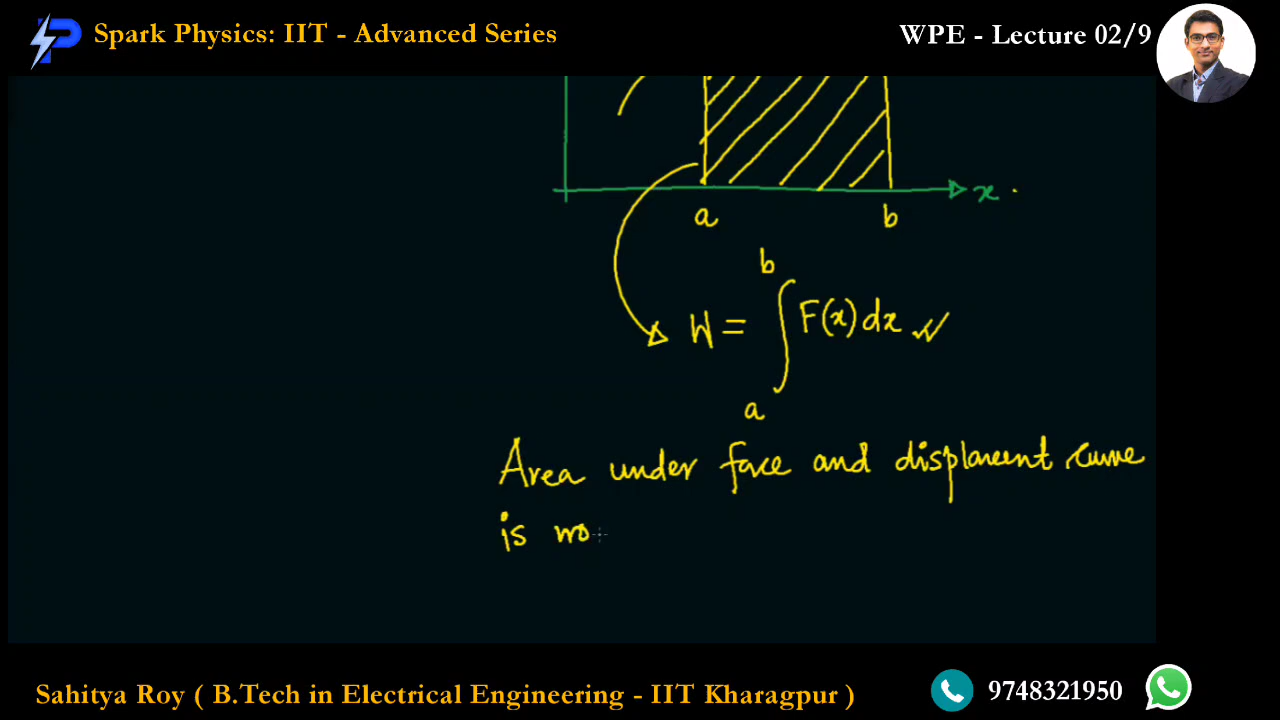 Spark Physics: IIT - Advanced Series
WPE - Lecture 02/9
x
a b
b
W = ∫ F(x) dx
a
Area under force and displacement curve
is wo
Sahitya Roy ( B.Tech in Electrical Engineering - IIT Kharagpur )
9748321950